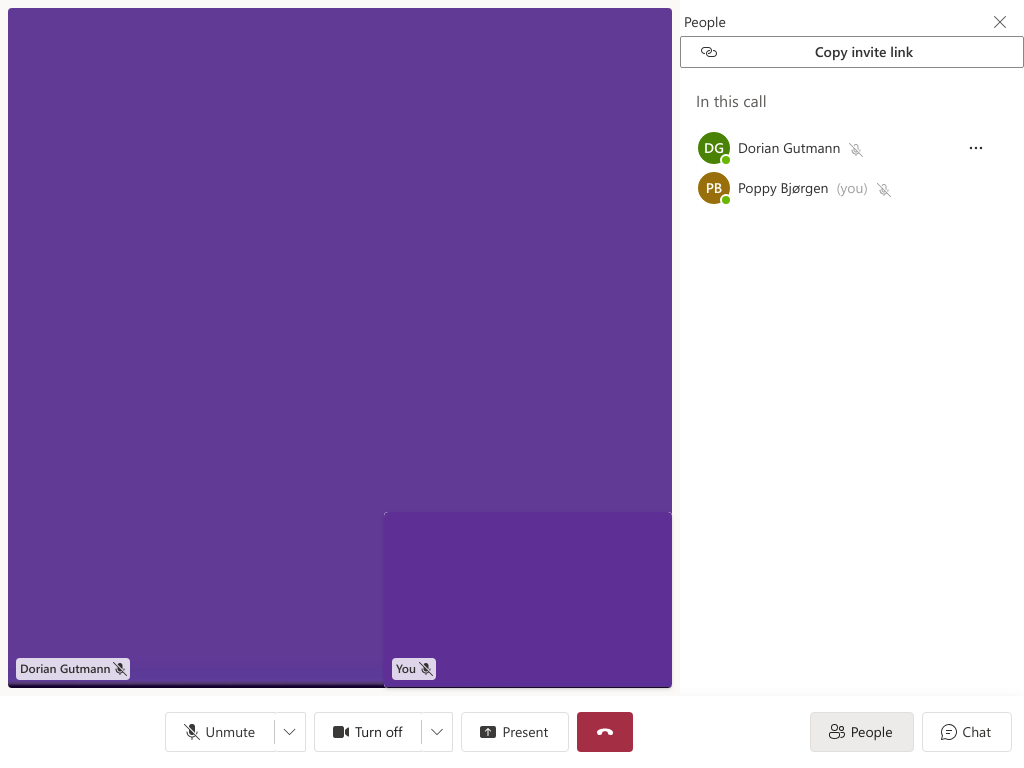 People
Copy invite link
In this call
DG Dorian Gutmann
PB Poppy Bjørgen (you)
Dorian Gutmann
You
Unmute
Turn off
Present
People
Chat